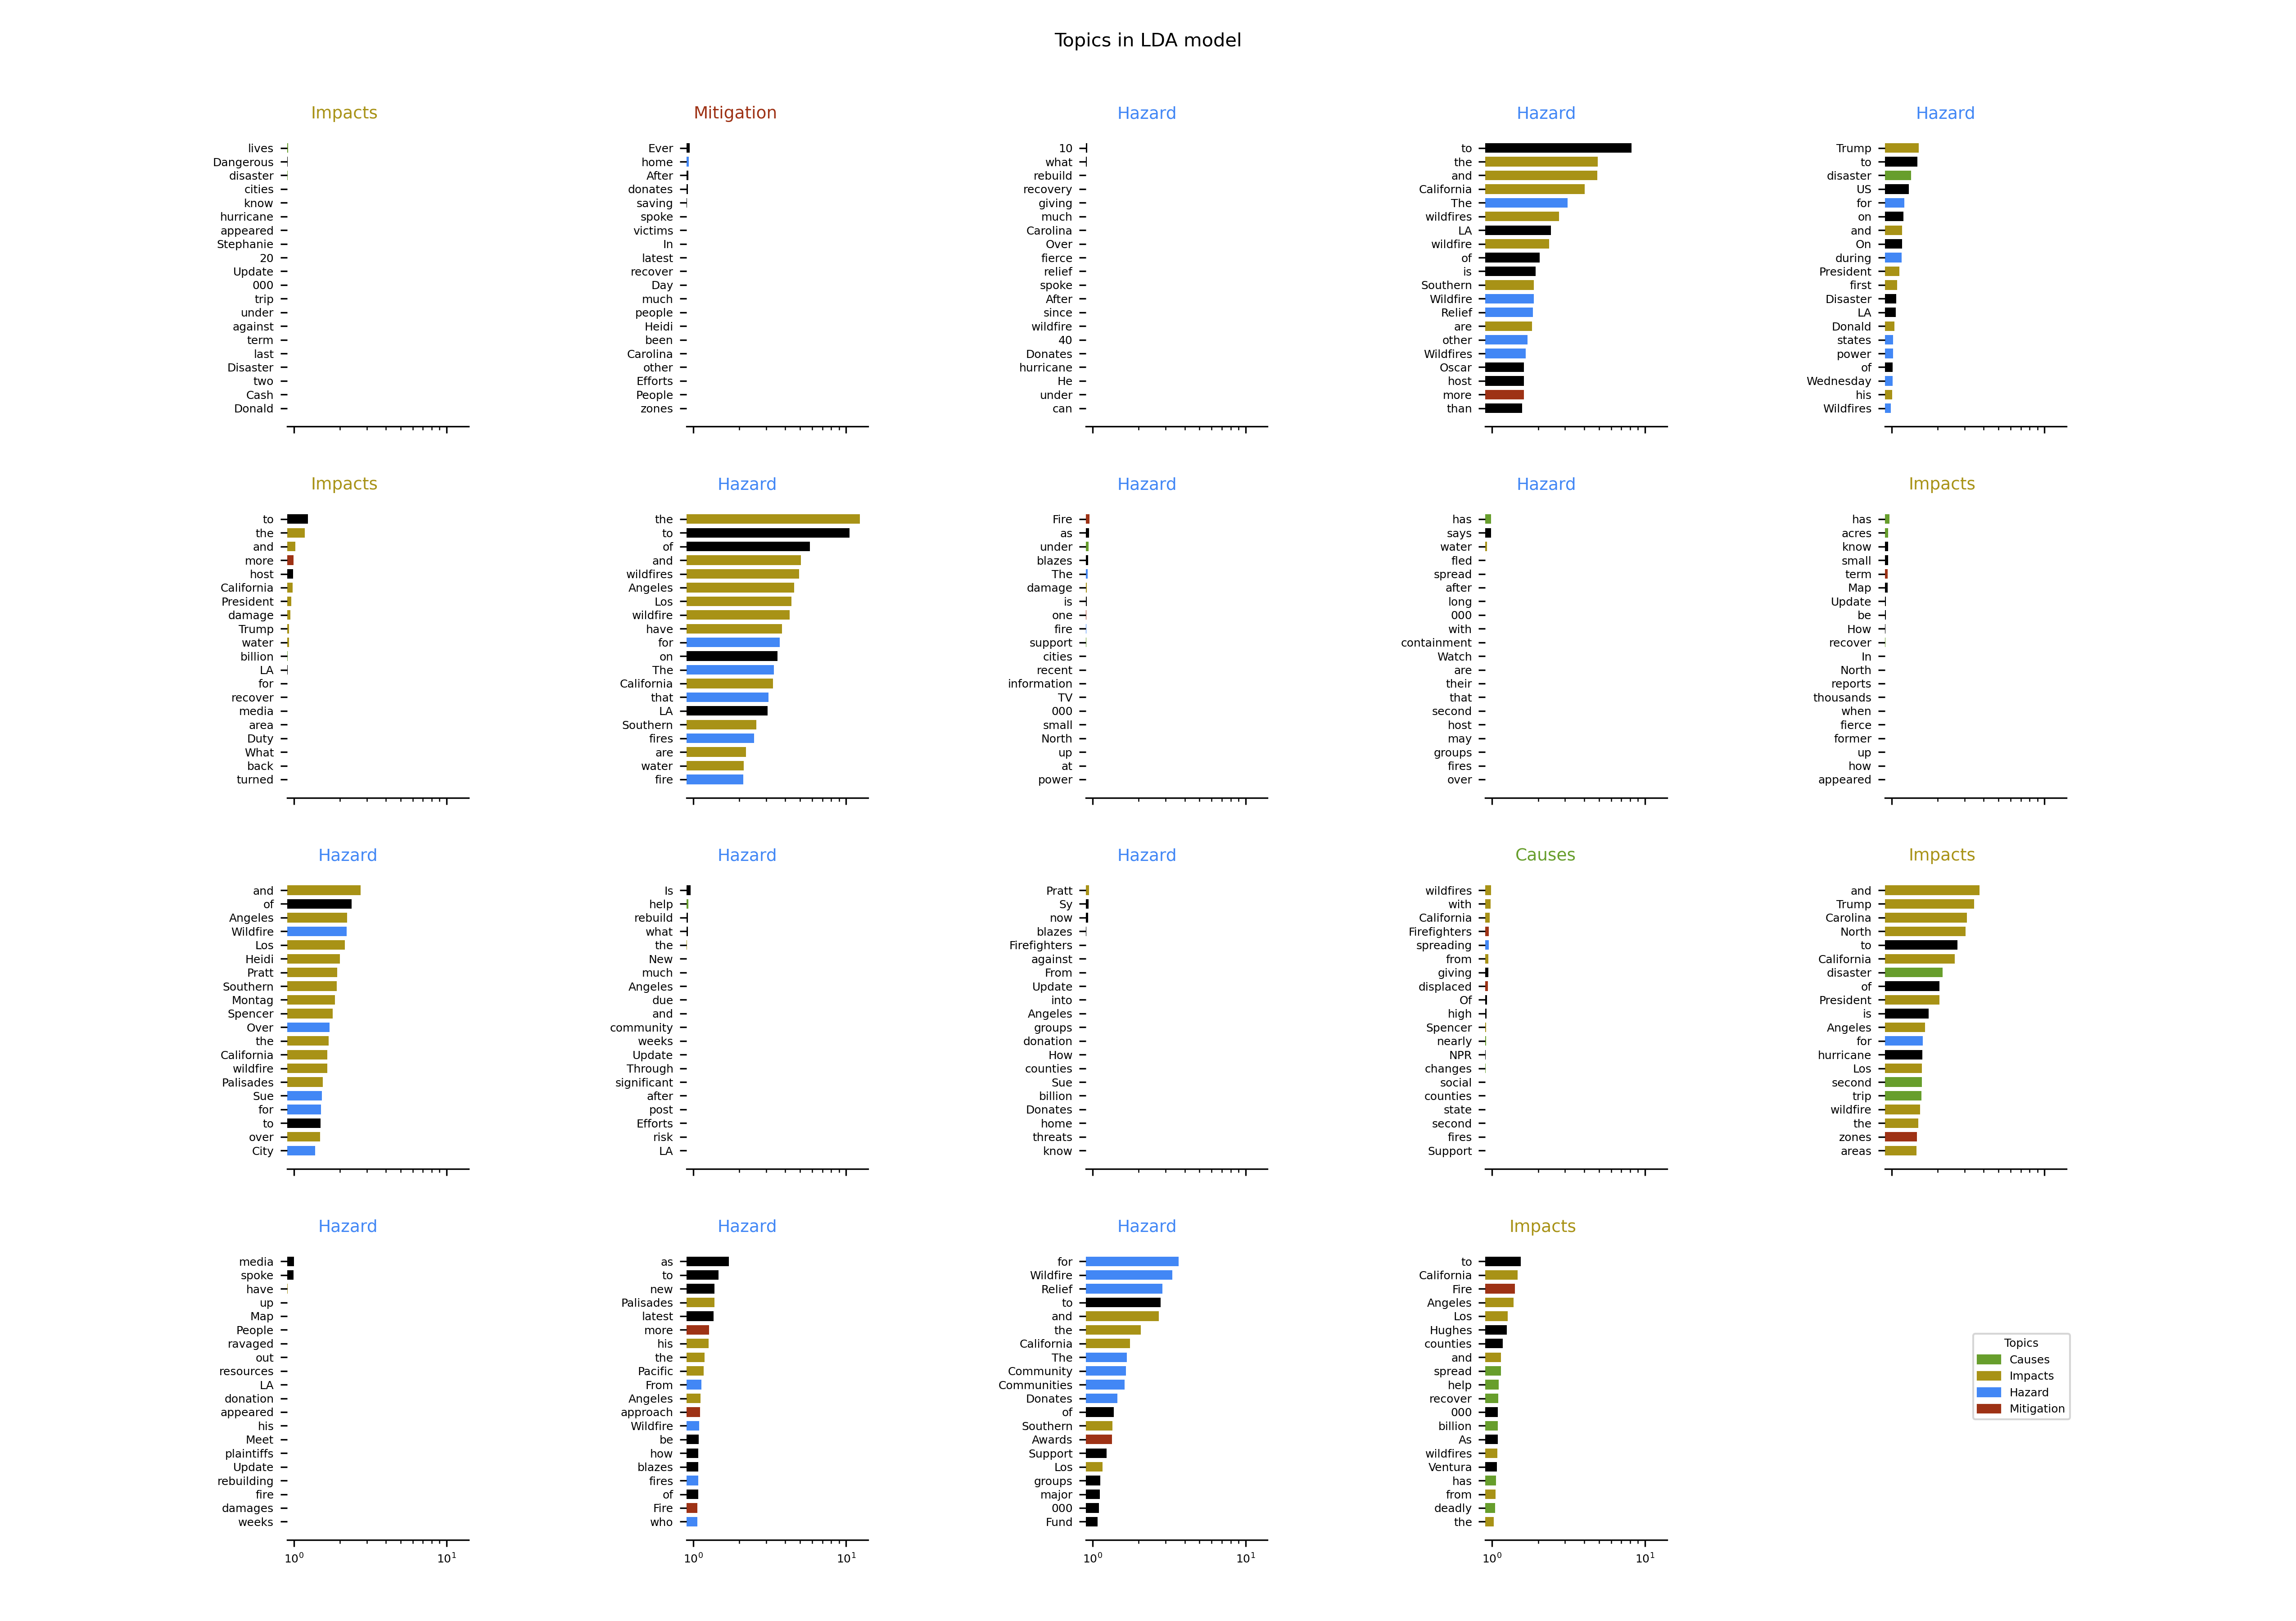 Topics in LDA model
Impacts
lives
Dangerous
disaster
cities
know
hurricane
appeared
Stephanie
20
Update
000
trip
under
against
term
last
Disaster
two
Cash
Donald
Mitigation
Ever
home
After
donates
saving
spoke
victims
In
latest
recover
Day
much
people
Heidi
been
Carolina
other
Efforts
People
zones
Hazard
10
what
rebuild
recovery
giving
much
Carolina
Over
fierce
relief
spoke
After
since
wildfire
40
Donates
hurricane
He
under
can
Hazard
to
the
and
California
The
wildfires
LA
wildfire
of
is
Southern
Wildfire
Relief
are
other
Wildfires
Oscar
host
more
than
Hazard
Trump
to
disaster
US
for
on
and
On
during
President
first
Disaster
LA
Donald
states
power
of
Wednesday
his
Wildfires
Impacts
to
the
and
more
host
California
President
damage
Trump
water
billion
LA
for
recover
media
area
Duty
What
back
turned
Hazard
the
to
of
and
wildfires
Angeles
Los
wildfire
have
for
on
The
California
that
LA
Southern
fires
are
water
fire
Hazard
Fire
as
under
blazes
The
damage
is
one
fire
support
cities
recent
information
TV
000
small
North
up
at
power
Hazard
has
says
water
fled
spread
after
long
000
with
containment
Watch
are
their
that
second
host
may
groups
fires
over
Impacts
has
acres
know
small
term
Map
Update
be
How
recover
In
North
reports
thousands
when
fierce
former
up
how
appeared
Hazard
and
of
Angeles
Wildfire
Los
Heidi
Pratt
Southern
Montag
Spencer
Over
the
California
wildfire
Palisades
Sue
for
to
over
City
Hazard
Is
help
rebuild
what
the
New
much
Angeles
due
and
community
weeks
Update
Through
significant
after
post
Efforts
risk
LA
Hazard
Pratt
Sy
now
blazes
Firefighters
against
From
Update
into
Angeles
groups
donation
How
counties
Sue
billion
Donates
home
threats
know
Causes
wildfires
with
California
Firefighters
spreading
from
giving
displaced
Of
high
Spencer
nearly
NPR
changes
social
counties
state
second
fires
Support
Impacts
and
Trump
Carolina
North
to
California
disaster
of
President
is
Angeles
for
hurricane
Los
second
trip
wildfire
the
zones
areas
Hazard
media
spoke
have
up
Map
People
ravaged
out
resources
LA
donation
appeared
his
Meet
plaintiffs
Update
rebuilding
fire
damages
weeks
10⁰ 10¹
Hazard
as
to
new
Palisades
latest
more
his
the
Pacific
From
Angeles
approach
Wildfire
be
how
blazes
fires
of
Fire
who
10⁰ 10¹
Hazard
for
Wildfire
Relief
to
and
the
California
The
Community
Communities
Donates
of
Southern
Awards
Support
Los
groups
major
000
Fund
10⁰ 10¹
Impacts
to
California
Fire
Angeles
Los
Hughes
counties
and
spread
help
recover
000
billion
As
wildfires
Ventura
has
from
deadly
the
10⁰ 10¹
Topics
Causes
Impacts
Hazard
Mitigation